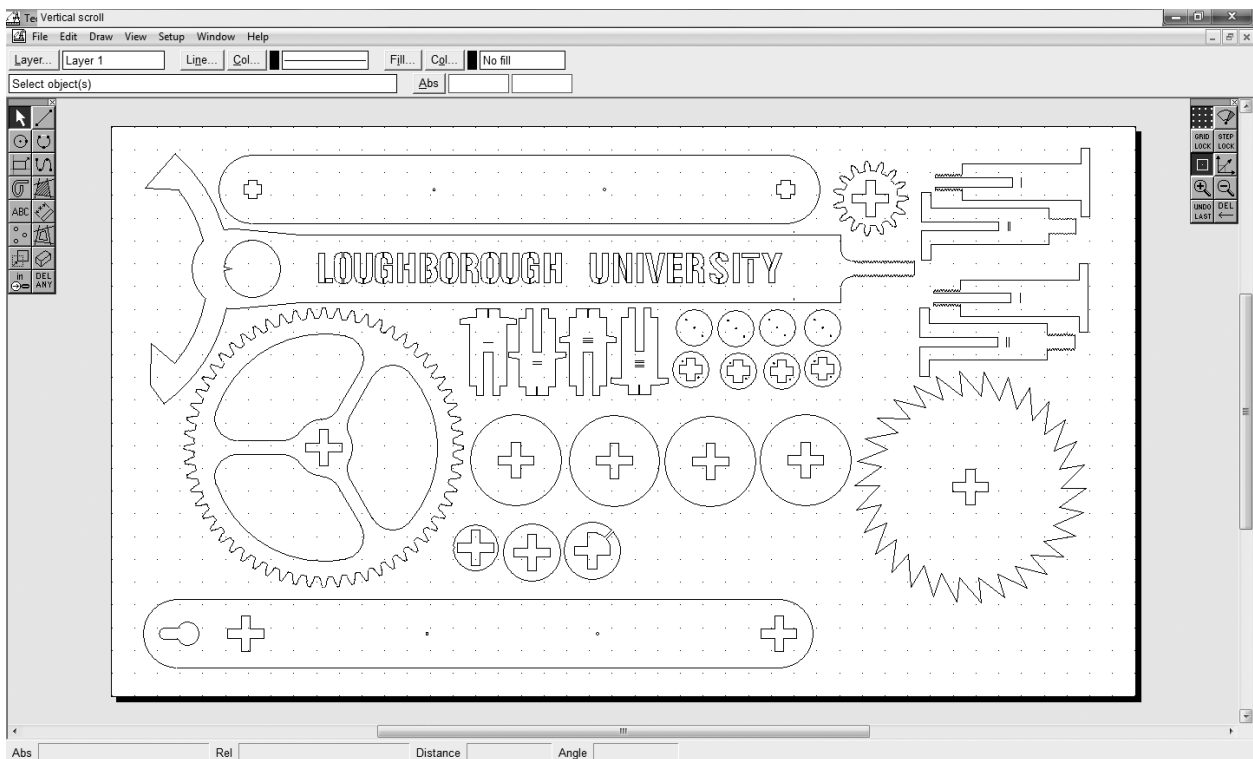 Te Vertical scroll
File Edit Draw View Setup Window Help
Layer... Layer 1 Line... Col... Fill... Col... No fill
Select object(s) Abs
GRID LOCK STEP LOCK
ABC
UNDO LAST DEL
in DEL ANY
LOUGHBOROUGH UNIVERSITY
Abs Rel Distance Angle